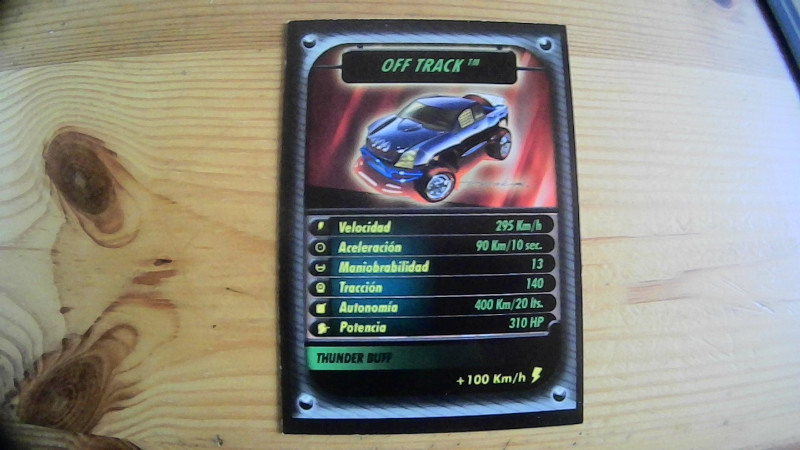 OFF TRACK™
Velocidad 295 Km/h
Aceleración 90 Km/10 sec.
Maniobrabilidad 13
Tracción 140
Autonomía 400 Km/20 lts.
Potencia 310 HP
THUNDER BUFF
+100 Km/h